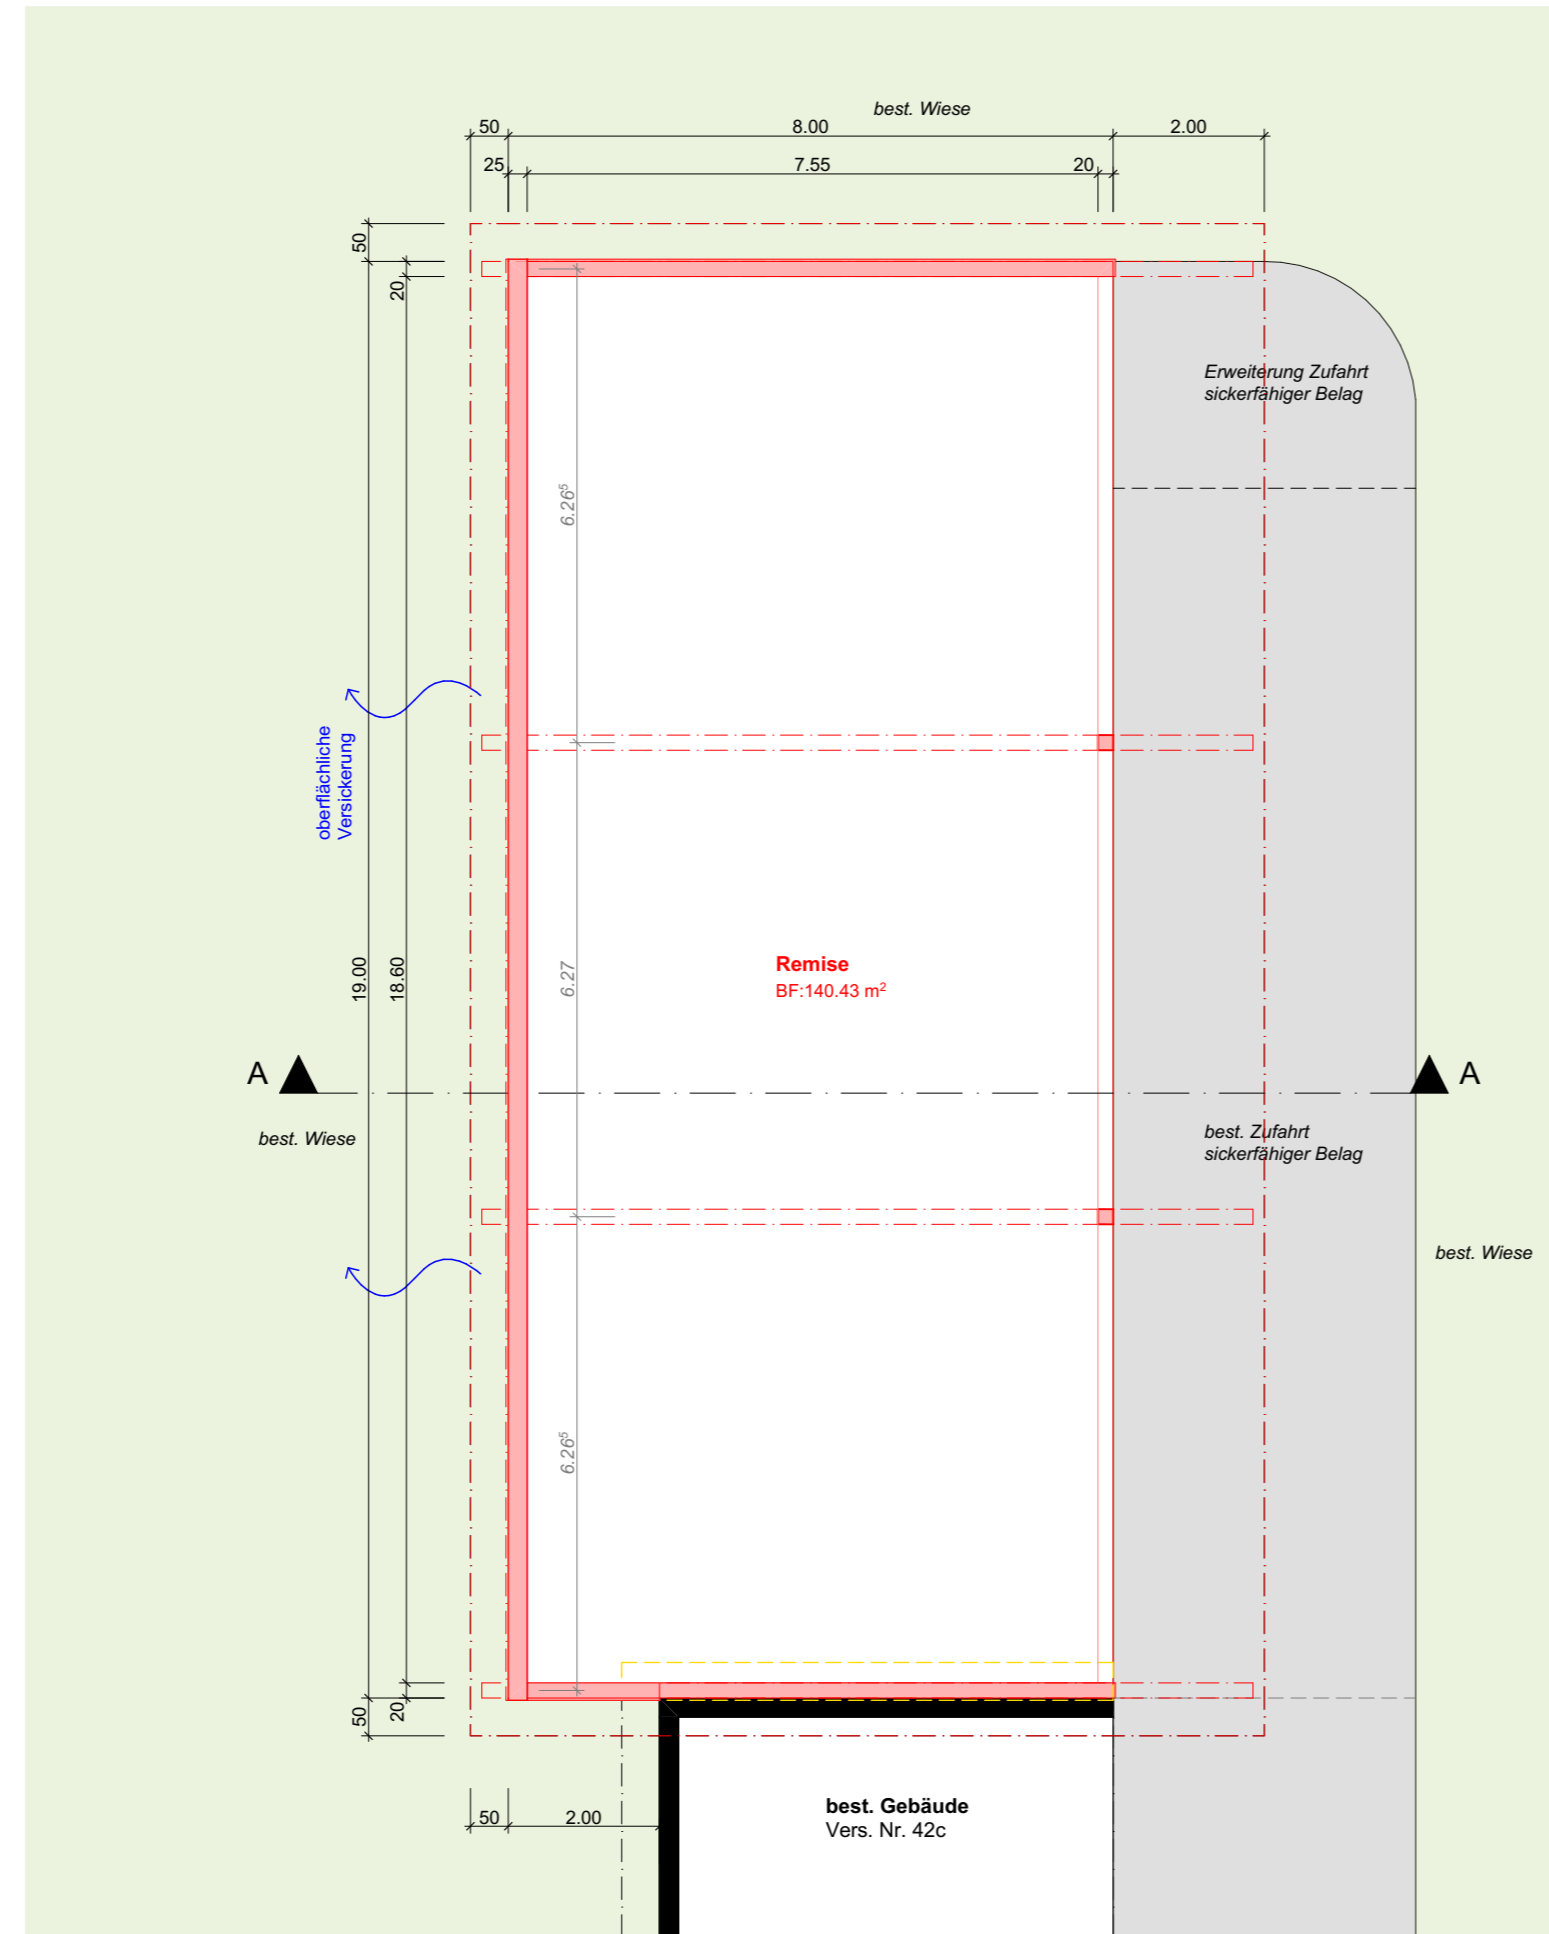 best. Wiese
50 8.00 2.00
25 7.55 20
50
20
Erweiterung Zufahrt
sickerfähiger Belag
6.26⁵
oberflächliche
Versickerung
19.00
18.60
6.27
Remise
BF:140.43 m²
A A
best. Wiese
best. Zufahrt
sickerfähiger Belag
best. Wiese
6.26⁵
50
20
50 2.00
best. Gebäude
Vers. Nr. 42c